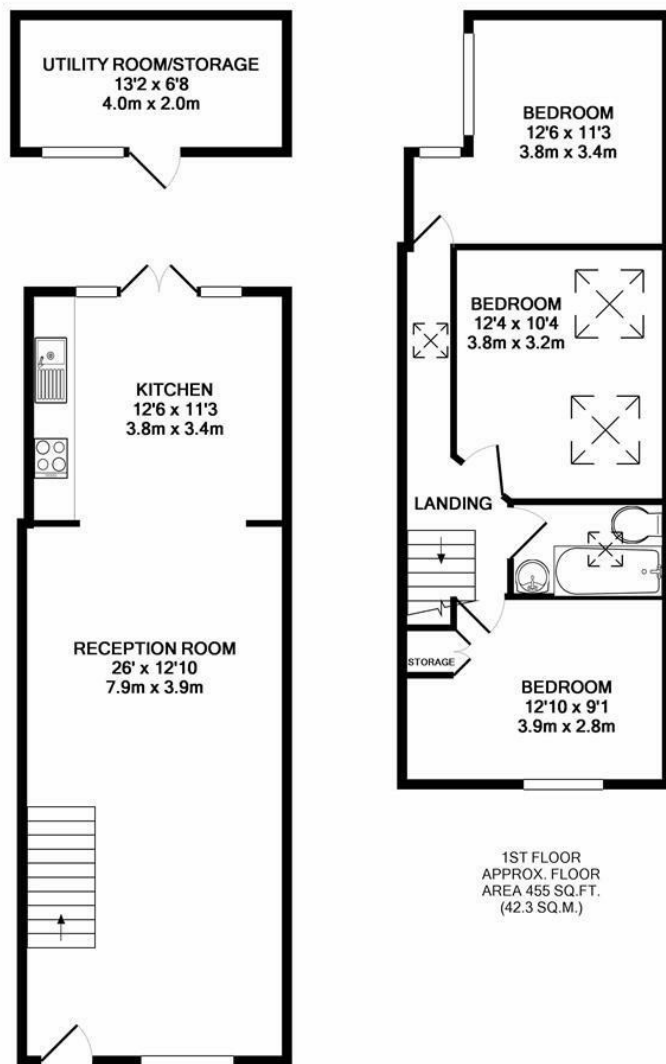 UTILITY ROOM/STORAGE
13'2 x 6'8
4.0m x 2.0m
KITCHEN
12'6 x 11'3
3.8m x 3.4m
RECEPTION ROOM
26' x 12'10
7.9m x 3.9m
BEDROOM
12'6 x 11'3
3.8m x 3.4m
BEDROOM
12'4 x 10'4
3.8m x 3.2m
LANDING
STORAGE
BEDROOM
12'10 x 9'1
3.9m x 2.8m
1ST FLOOR
APPROX. FLOOR
AREA 455 SQ.FT.
(42.3 SQ.M.)